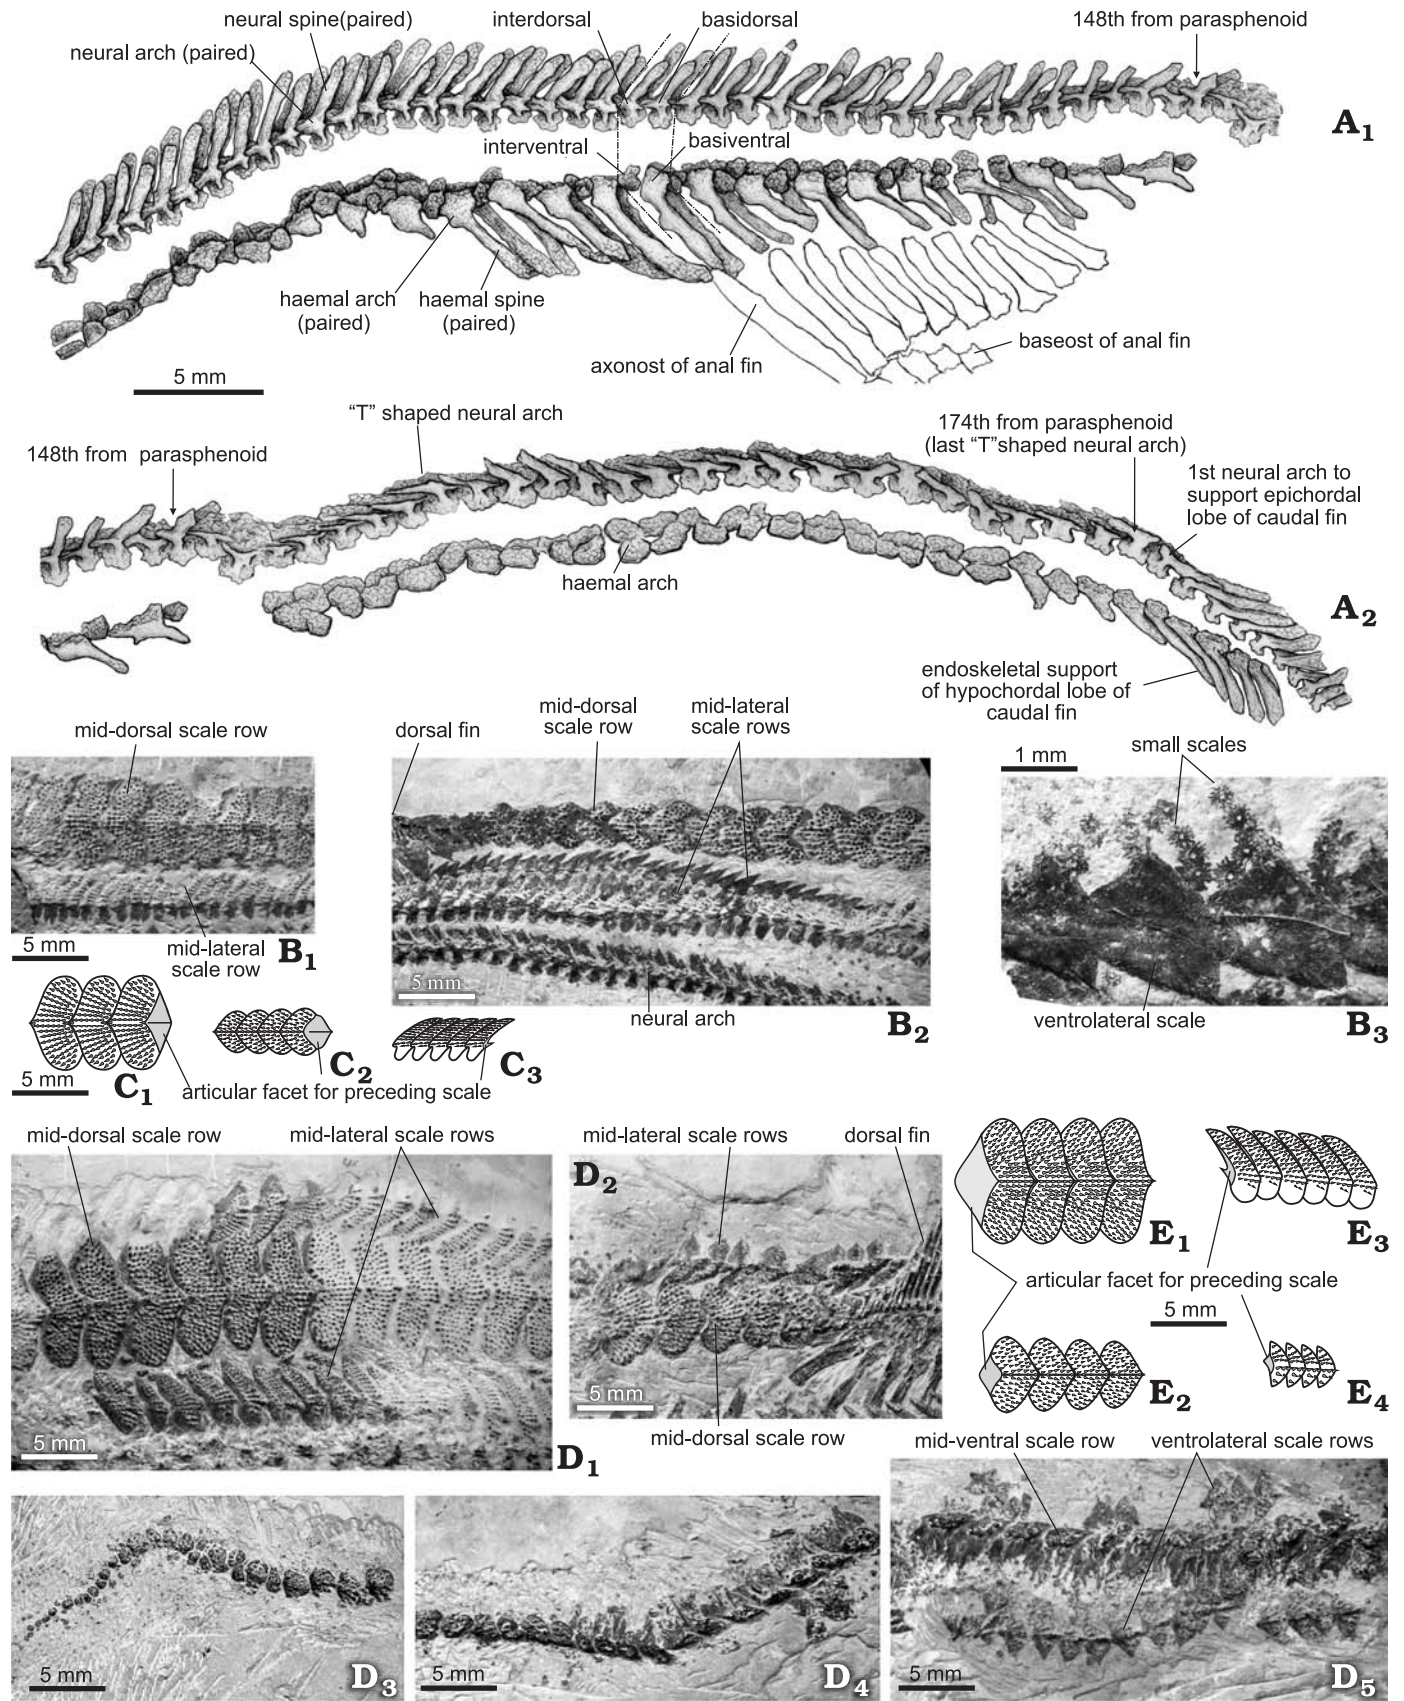 neural spine(paired)
interdorsal
basidorsal
148th from parasphenoid
neural arch (paired)
A1
interventral
basiventral
haemal arch
(paired)
haemal spine
(paired)
axonost of anal fin
baseost of anal fin
5 mm
“T” shaped neural arch
148th from parasphenoid
174th from parasphenoid
(last “T”shaped neural arch)
1st neural arch to
support epichordal
lobe of caudal fin
haemal arch
A2
endoskeletal support
of hypochordal lobe of
caudal fin
mid-dorsal scale row
dorsal fin
mid-dorsal
scale row
mid-lateral
scale rows
small scales
1 mm
5 mm
mid-lateral
scale row
B1
5 mm
neural arch
B2
ventrolateral scale
B3
C1
C2
C3
5 mm
articular facet for preceding scale
mid-dorsal scale row
mid-lateral scale rows
mid-lateral scale rows
dorsal fin
D2
E1
E3
articular facet for preceding scale
5 mm
E2
E4
5 mm
D1
5 mm
mid-dorsal scale row
mid-ventral scale row
ventrolateral scale rows
5 mm
D3
5 mm
D4
5 mm
D5